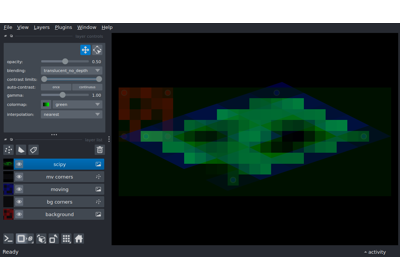 File View Layers Plugins Window Help
opacity: 0.50
blending: translucent_no_depth
contrast limits:
auto-contrast: once continuous
gamma: 1.00
colormap: green
interpolation: nearest
scipy
mv corners
moving
bg corners
background
Ready activity